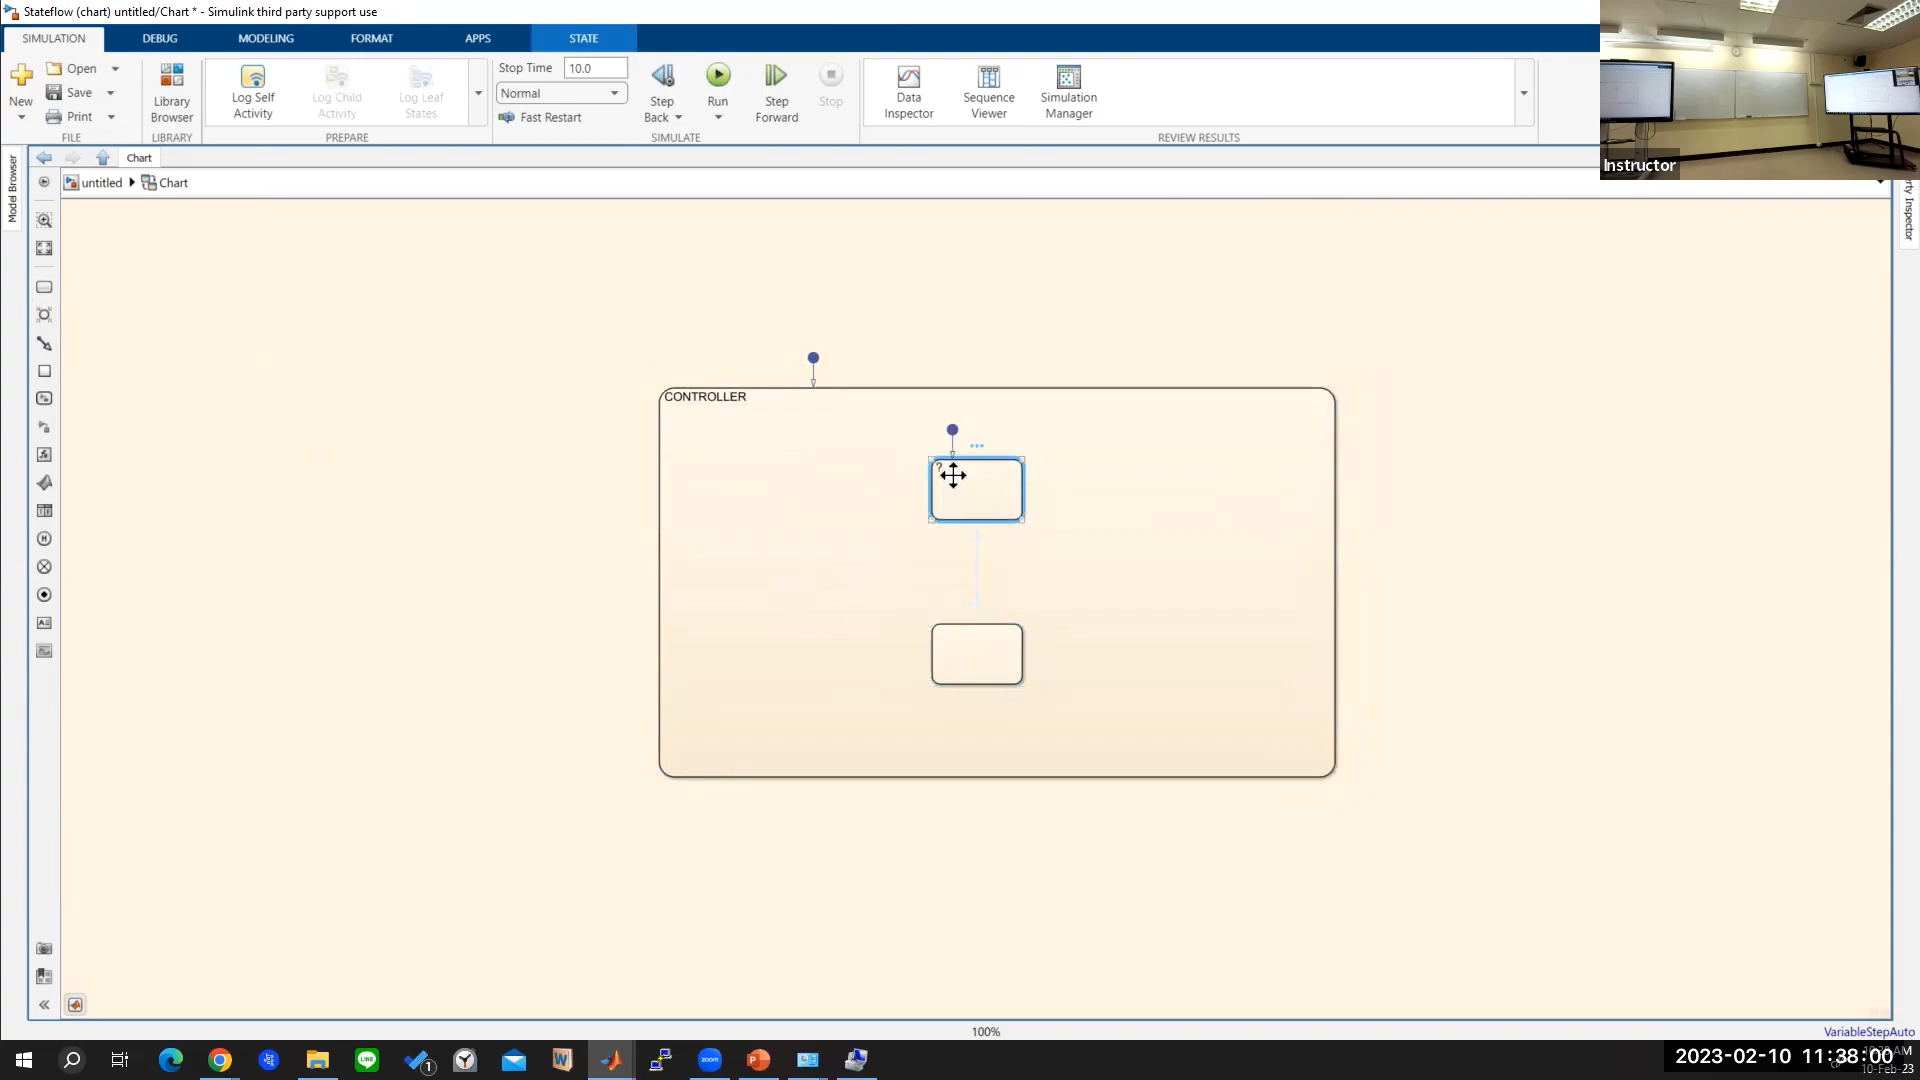 Stateflow (chart) untitled/Chart * - Simulink third party support use
SIMULATION
DEBUG
MODELING
FORMAT
APPS
STATE
New
Open
Save
Print
FILE
Library
Browser
LIBRARY
Log Self
Activity
Log Child
Activity
Log Leaf
States
PREPARE
Stop Time
10.0
Normal
Fast Restart
Step
Back
Run
Step
Forward
Stop
SIMULATE
Data
Inspector
Sequence
Viewer
Simulation
Manager
REVIEW RESULTS
Instructor
Model Browser
Chart
untitled
Chart
CONTROLLER
?
100%
VariableStepAuto
2023-02-10 11:38:00
10-Feb-23